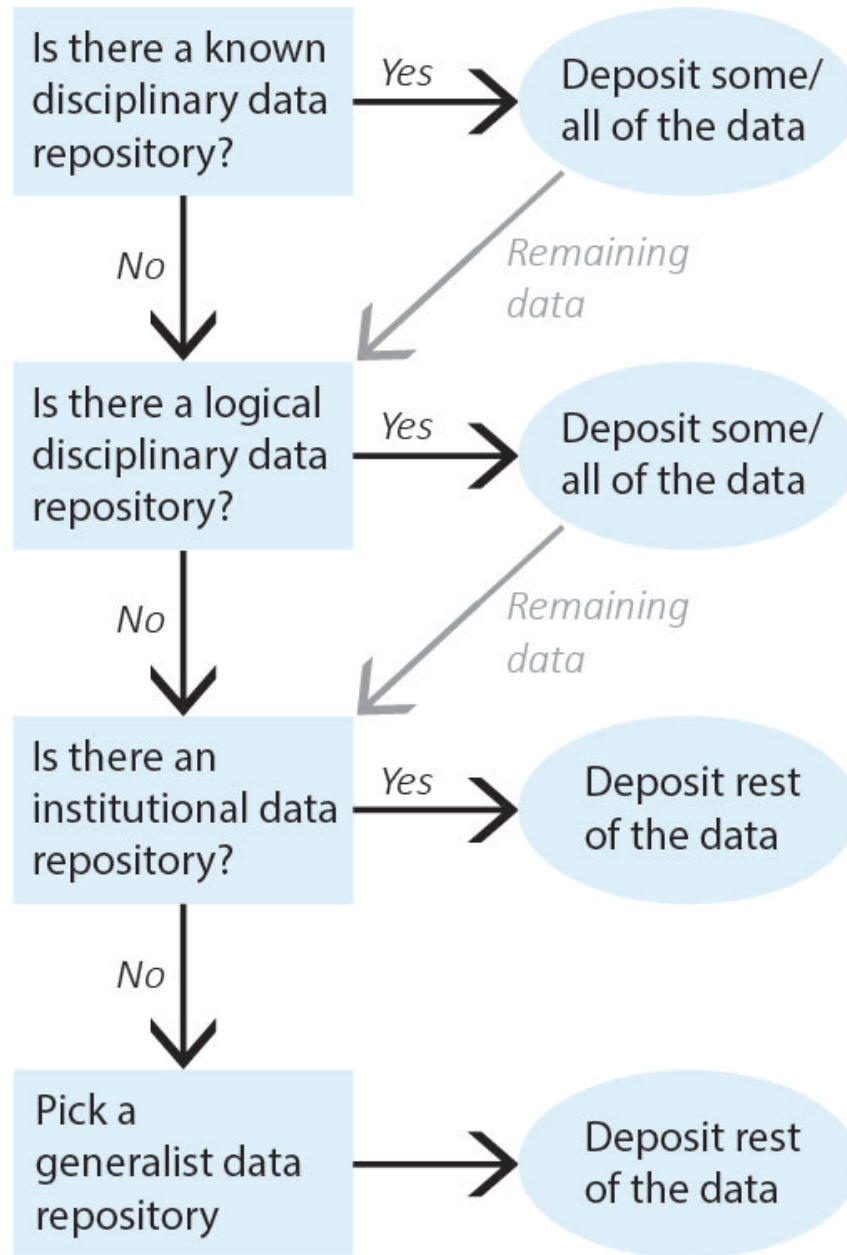 Is there a known
disciplinary data
repository?
Yes
Deposit some/
all of the data
No
Remaining
data
Is there a logical
disciplinary data
repository?
Yes
Deposit some/
all of the data
No
Remaining
data
Is there an
institutional data
repository?
Yes
Deposit rest
of the data
No
Pick a
generalist data
repository
Deposit rest
of the data